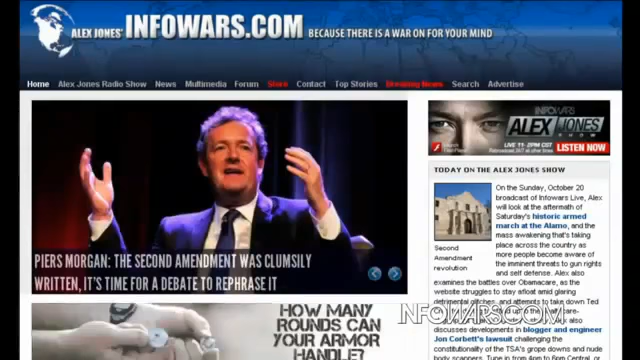 ALEX JONES' INFOWARS.COM BECAUSE THERE IS A WAR ON FOR YOUR MIND
Home Alex Jones Radio Show News Multimedia Forum Store Contact Top Stories Breaking News Search Advertise
PIERS MORGAN: THE SECOND AMENDMENT WAS CLUMSILY
WRITTEN, IT'S TIME FOR A DEBATE TO REPHRASE IT
HOW MANY
ROUNDS CAN
YOUR ARMOR
HANDLE?
INFOWARS
ALEX JONES
SHOW
LIVE 11-2PM CST
LISTEN NOW
TODAY ON THE ALEX JONES SHOW
On the Sunday, October 20
broadcast of Infowars Live, Alex
will look at the aftermath of
Saturday's historic armed
march at the Alamo, and the
mass awakening that's taking
place across the country as
more people become aware of
the imminent threats to gun rights
and self defense. Alex also
Second
Amendment
revolution
examines the battles over Obamacare, as the
website struggles to stay afloat amid glaring
detrimental glitches, and attempts to take down Ted
INFOWARS.COM
discusses developments in blogger and engineer
Jon Corbett's lawsuit challenging the
constitutionality of the TSA's grope downs and nude
body scanners. Tune in from 4pm-6pm Central, or